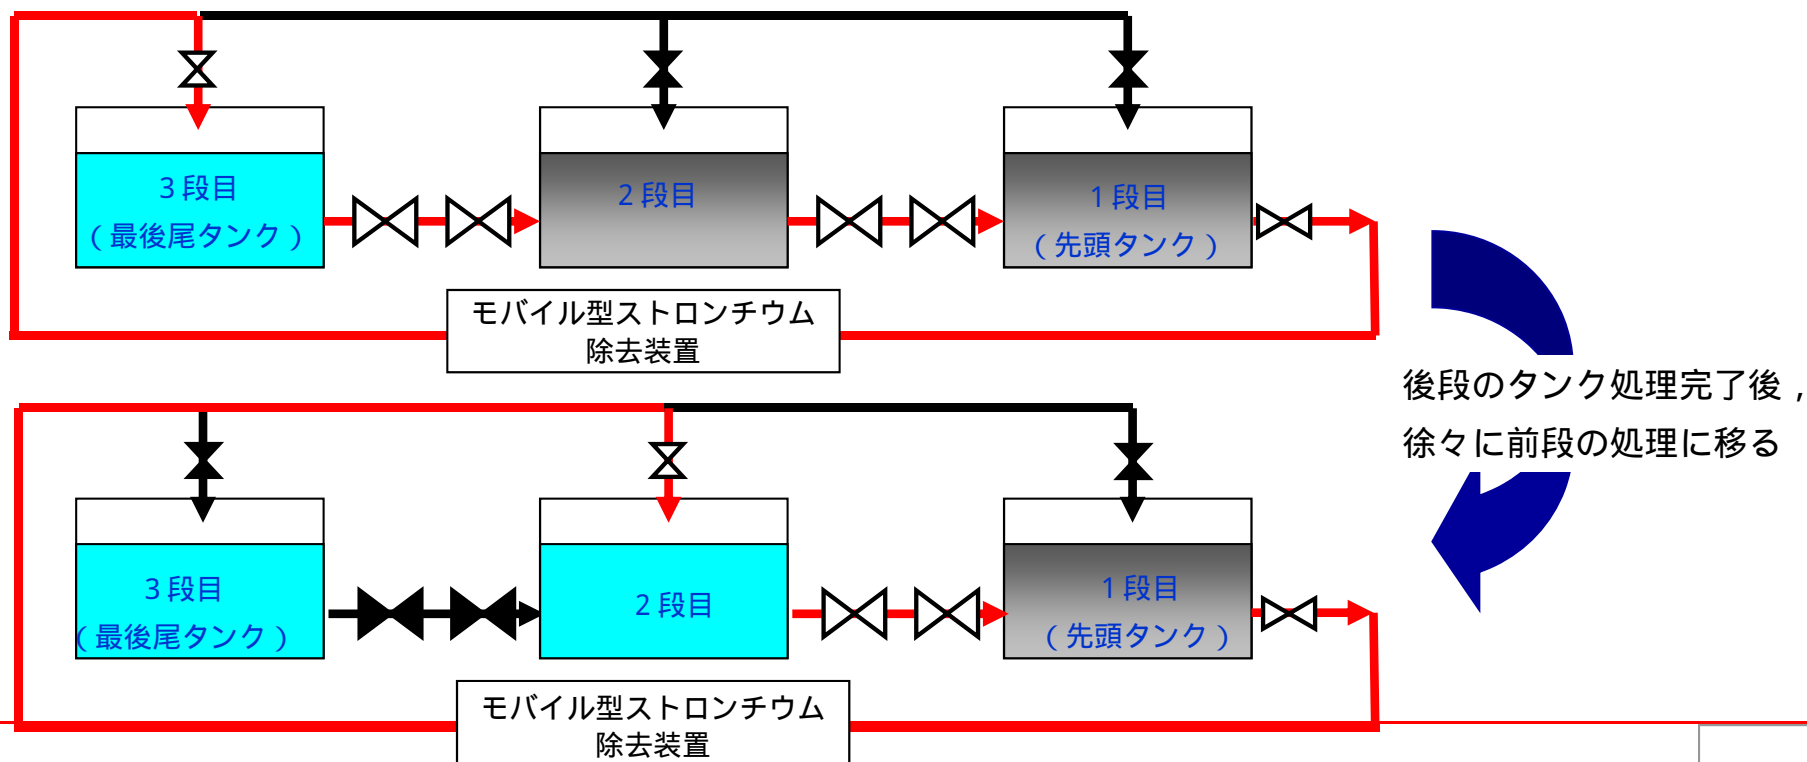 3段目
(最後尾タンク)
2段目
1段目
(先頭タンク)
モバイル型ストロンチウム
除去装置
後段のタンク処理完了後,
徐々に前段の処理に移る
3段目
(最後尾タンク)
2段目
1段目
(先頭タンク)
モバイル型ストロンチウム
除去装置